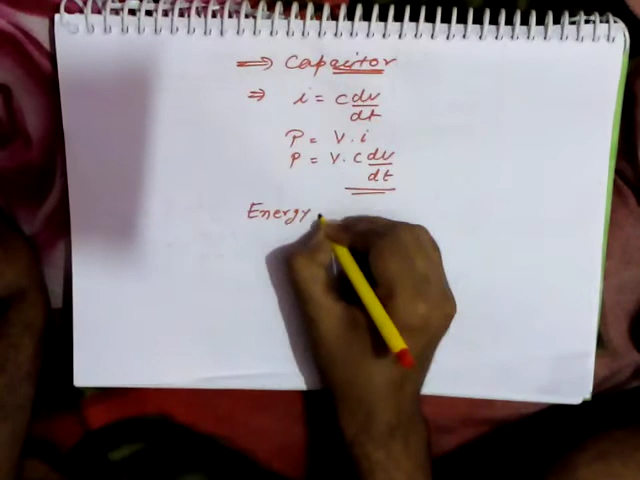 ⇒ Capacitor
⇒ i = c dv/dt
P = V . i
P = V . c dv/dt
Energy